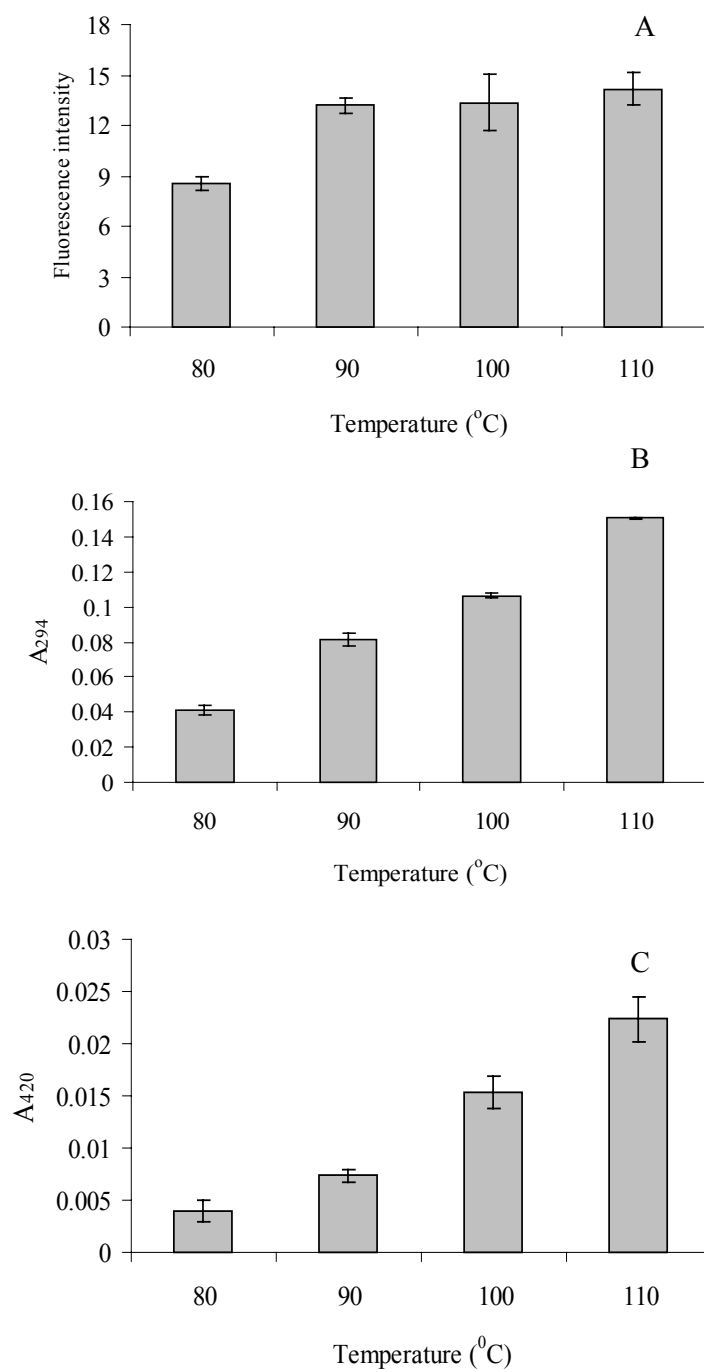 A
Fluorescence intensity
18
15
12
9
6
3
0
80 90 100 110
Temperature (°C)
B
A294
0.16
0.14
0.12
0.1
0.08
0.06
0.04
0.02
0
80 90 100 110
Temperature (°C)
C
A420
0.03
0.025
0.02
0.015
0.01
0.005
0
80 90 100 110
Temperature (⁰C)